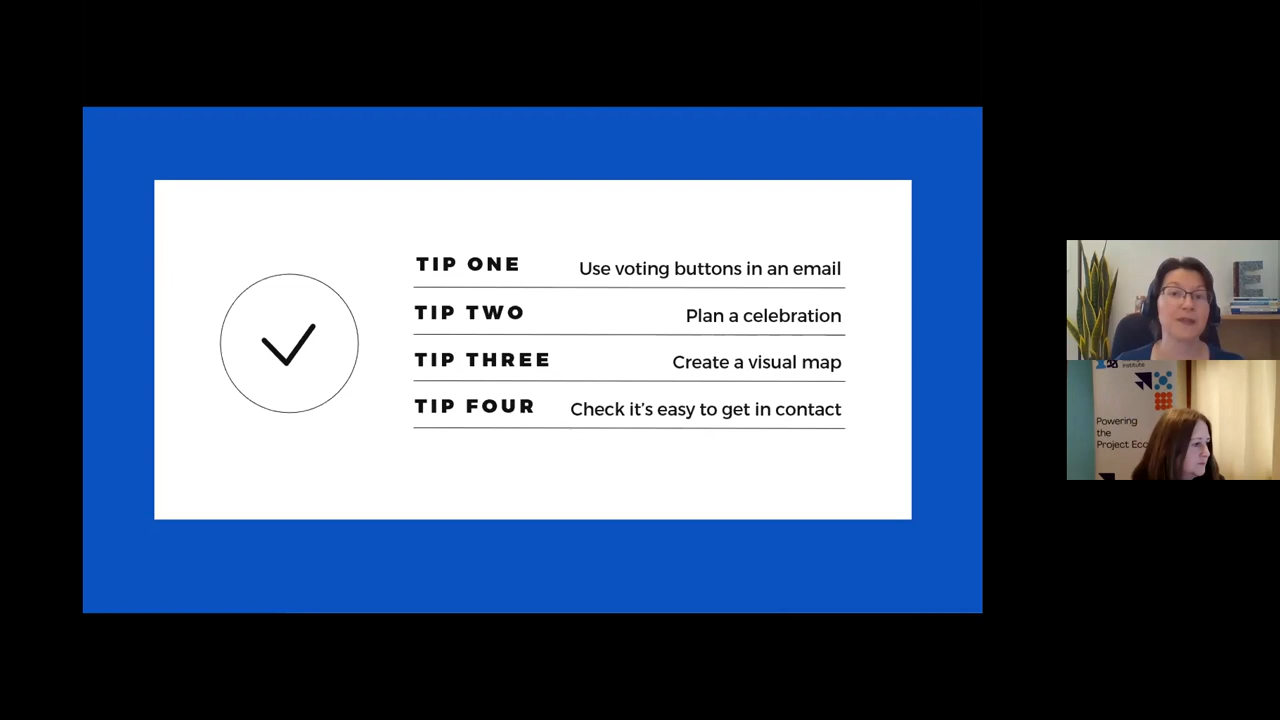 TIP ONE
Use voting buttons in an email
TIP TWO
Plan a celebration
TIP THREE
Create a visual map
TIP FOUR
Check it's easy to get in contact
E
institute
Powering
the
Project